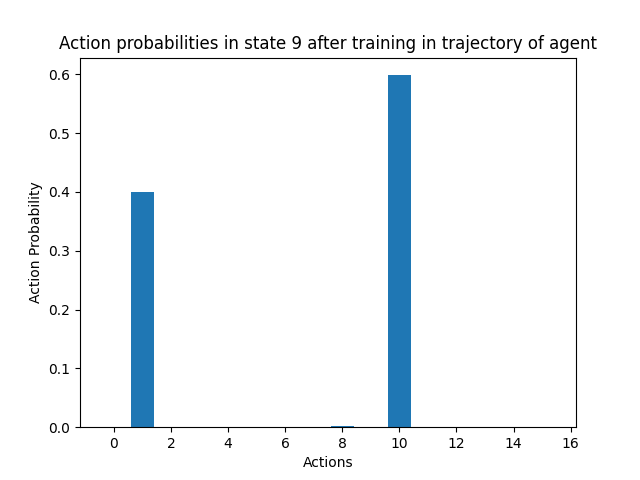 Action probabilities in state 9 after training in trajectory of agent
0.6
0.5
0.4
0.3
0.2
0.1
0.0
Action Probability
0 2 4 6 8 10 12 14 16
Actions